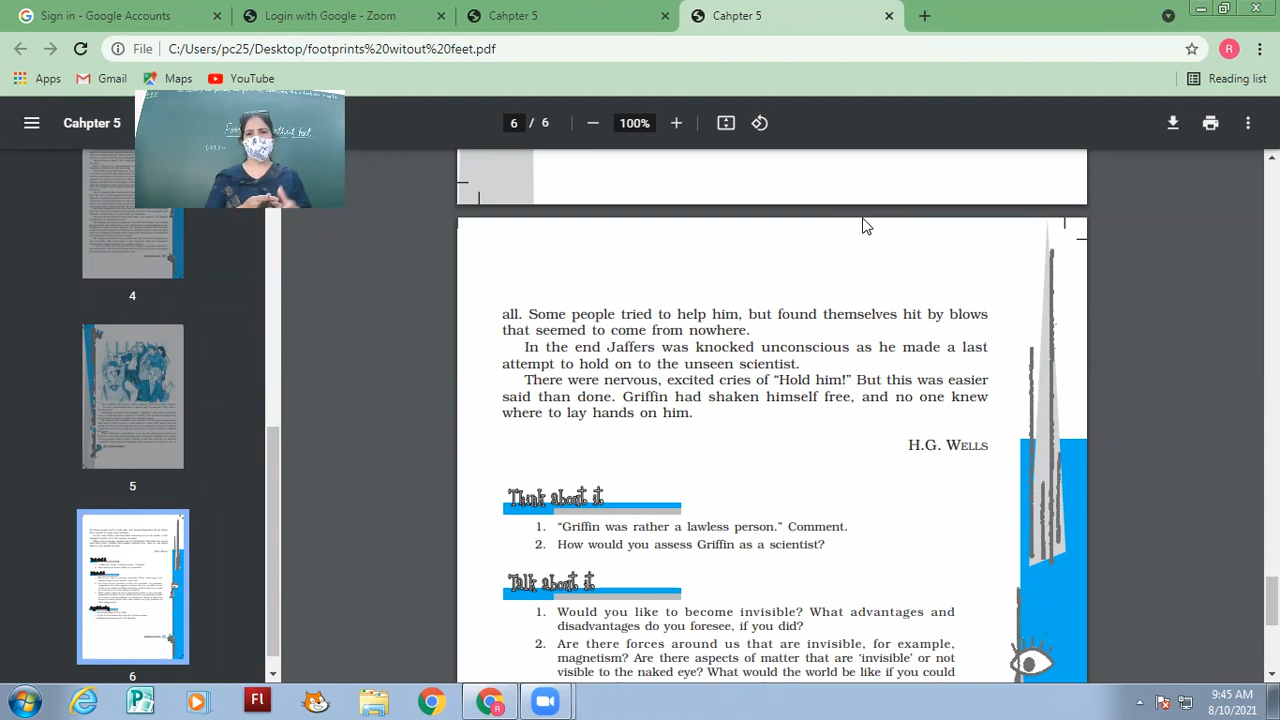 Sign in - Google Accounts
Login with Google - Zoom
Cahpter 5
Cahpter 5
File
C:/Users/pc25/Desktop/footprints%20witout%20feet.pdf
R
Apps
Gmail
Maps
YouTube
Reading list
Cahpter 5
6 / 6
100%
4
5
6
all. Some people tried to help him, but found themselves hit by blows
that seemed to come from nowhere.
In the end Jaffers was knocked unconscious as he made a last
attempt to hold on to the unseen scientist.
There were nervous, excited cries of “Hold him!” But this was easier
said than done. Griffin had shaken himself free, and no one knew
where to lay hands on him.
H.G. WELLS
Think about it
1. “Griffin was rather a lawless person.” Comment.
2. How would you assess Griffin as a scientist?
Talk about it
Would you like to become invisible? What advantages and
disadvantages do you foresee, if you did?
2. Are there forces around us that are invisible, for example,
magnetism? Are there aspects of matter that are ‘invisible’ or not
visible to the naked eye? What would the world be like if you could
Fl
R
9:45 AM
8/10/2021